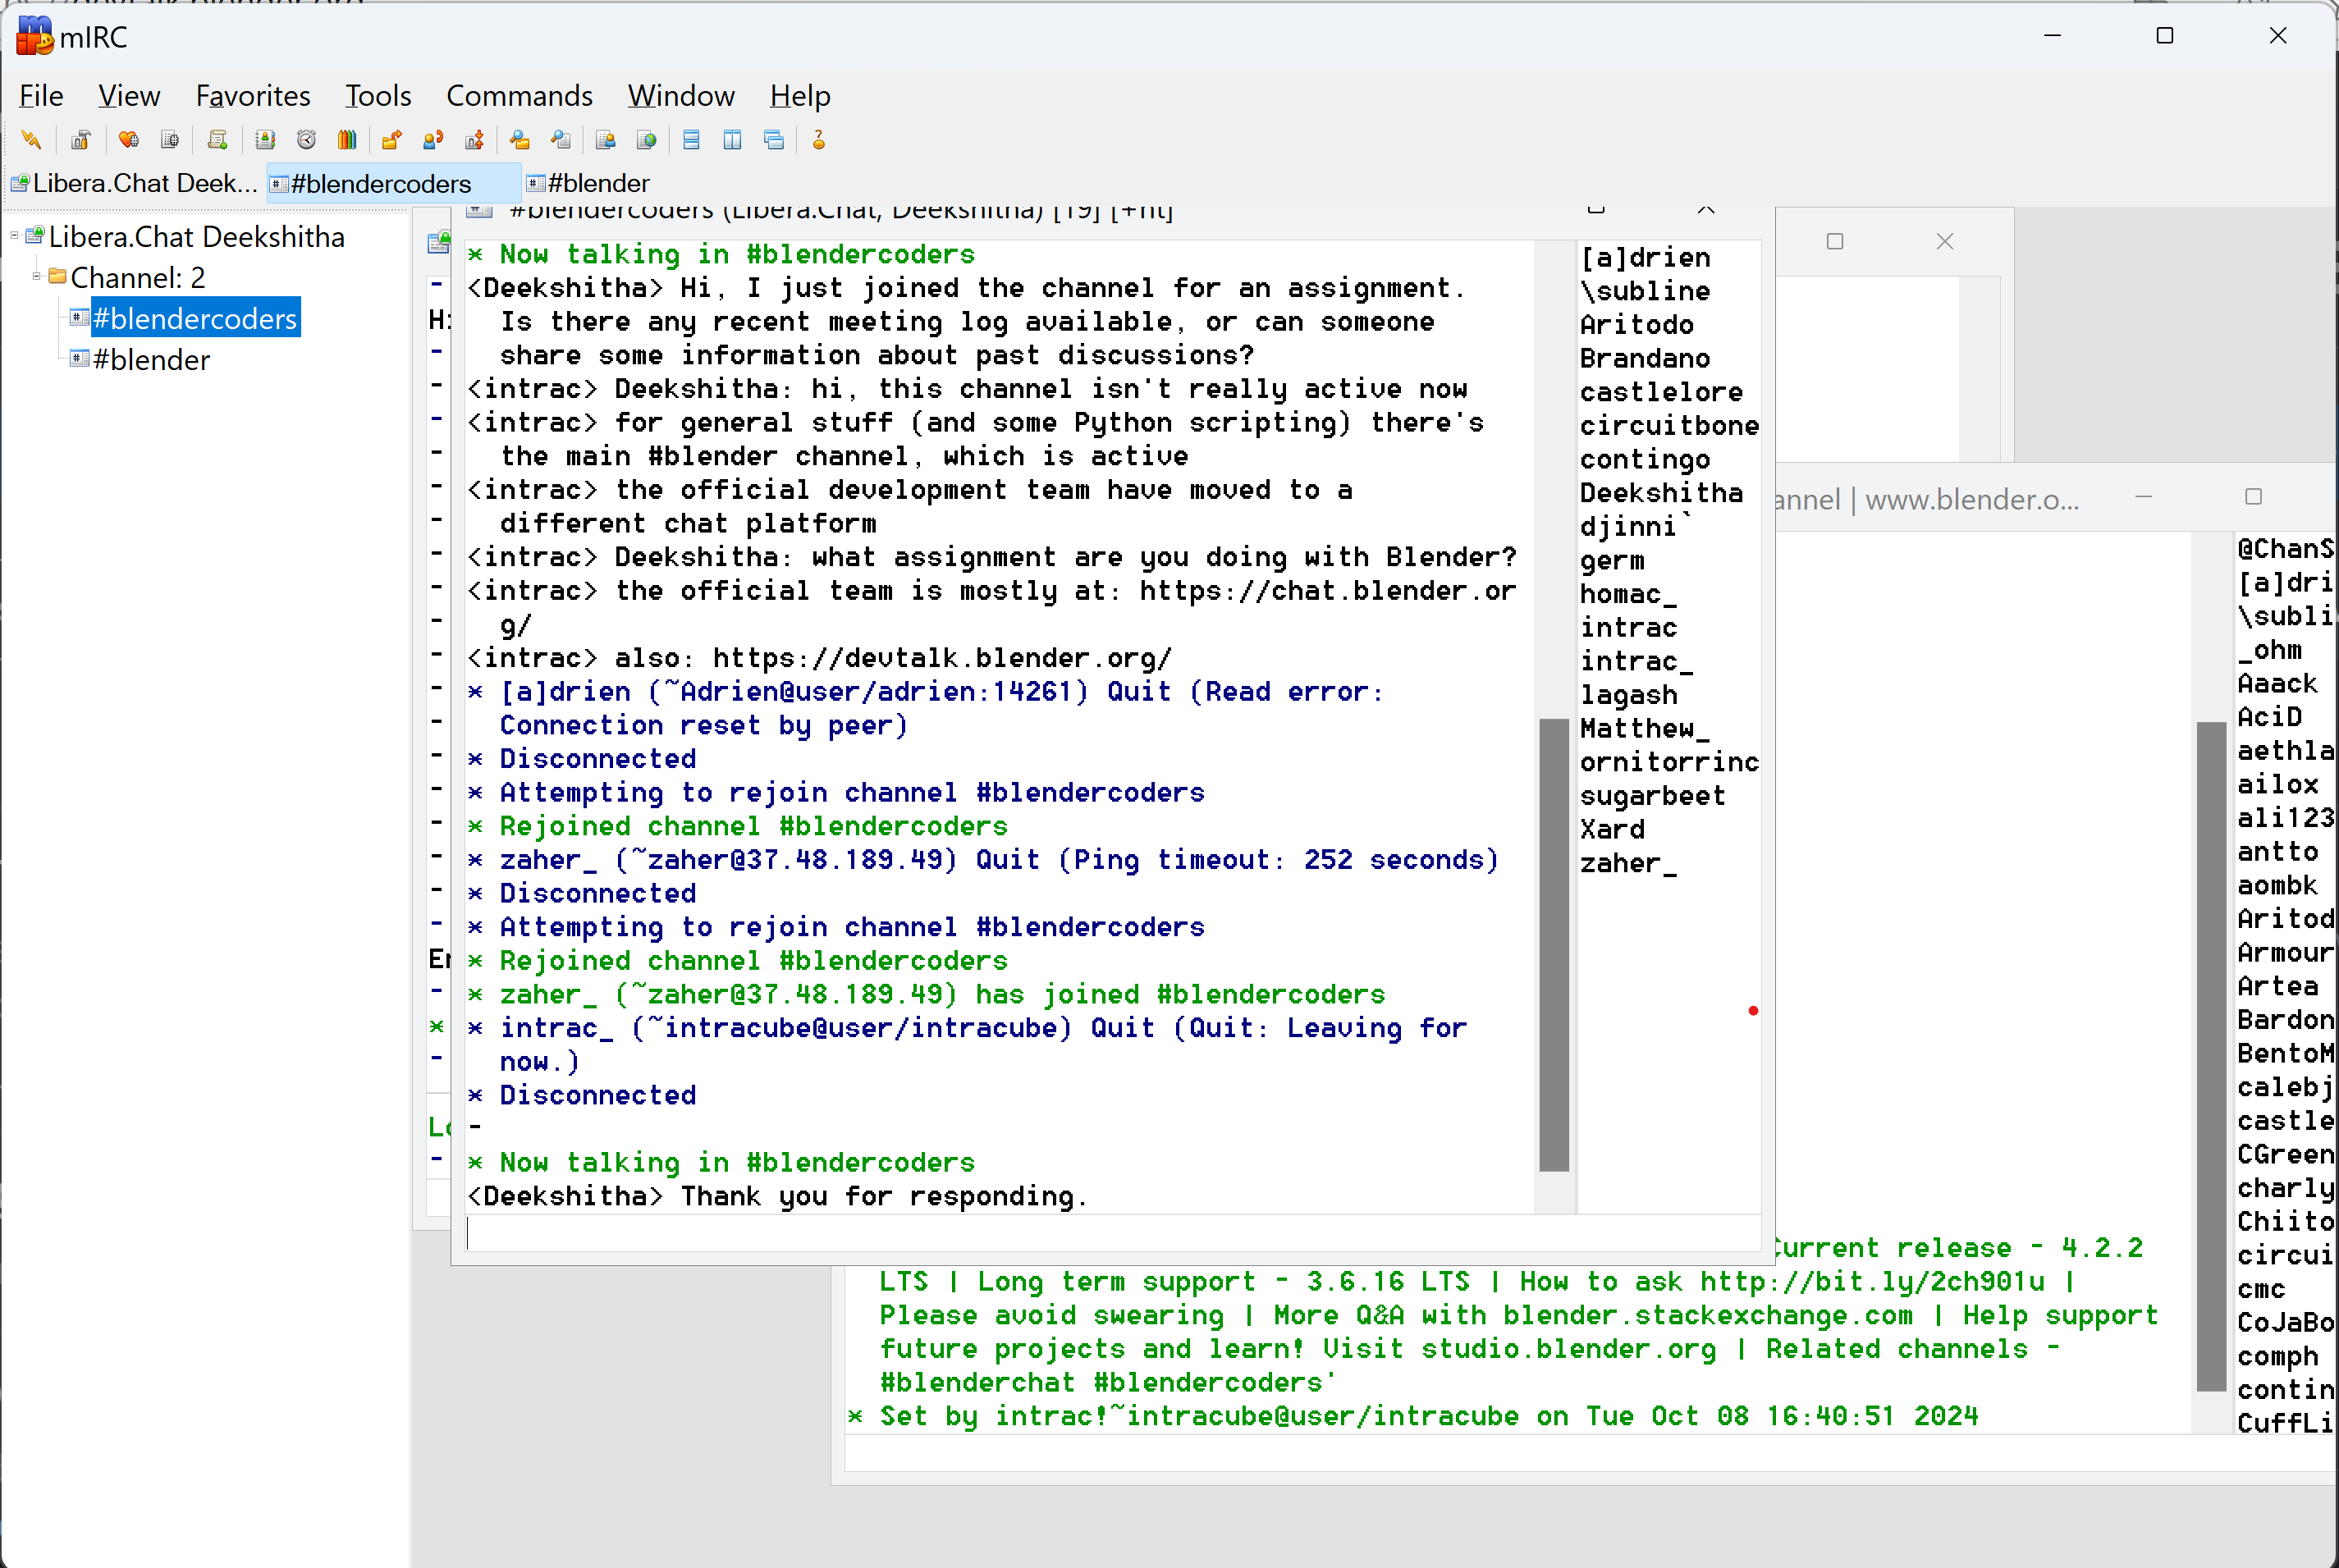 mIRC
File View Favorites Tools Commands Window Help
Libera.Chat Deek... #blendercoders #blender
Libera.Chat Deekshitha
Channel: 2
#blendercoders
#blender
#blendercoders (Libera.Chat, Deekshitha) [19] [+nt]
* Now talking in #blendercoders
<Deekshitha> Hi, I just joined the channel for an assignment.
Is there any recent meeting log available, or can someone
share some information about past discussions?
<intrac> Deekshitha: hi, this channel isn't really active now
<intrac> for general stuff (and some Python scripting) there's
the main #blender channel, which is active
<intrac> the official development team have moved to a
different chat platform
<intrac> Deekshitha: what assignment are you doing with Blender?
<intrac> the official team is mostly at: https://chat.blender.or
g/
<intrac> also: https://devtalk.blender.org/
* [a]drien (~Adrien@user/adrien:14261) Quit (Read error:
Connection reset by peer)
* Disconnected
* Attempting to rejoin channel #blendercoders
* Rejoined channel #blendercoders
* zaher_ (~zaher@37.48.189.49) Quit (Ping timeout: 252 seconds)
* Disconnected
* Attempting to rejoin channel #blendercoders
* Rejoined channel #blendercoders
* zaher_ (~zaher@37.48.189.49) has joined #blendercoders
* intrac_ (~intracube@user/intracube) Quit (Quit: Leaving for
now.)
* Disconnected
-
* Now talking in #blendercoders
<Deekshitha> Thank you for responding.
[a]drien
\subline
Aritodo
Brandano
castlelore
circuitbone
contingo
Deekshitha
djinni`
germ
homac_
intrac
intrac_
lagash
Matthew_
ornitorrinc
sugarbeet
Xard
zaher_
annel | www.blender.o...
@ChanS
[a]dri
\subli
_ohm
Aaack
AciD
aethla
ailox
ali123
antto
aombk
Aritod
Armour
Artea
Bardon
BentoM
calebj
castle
CGreen
charly
Chiito
circui
cmc
CoJaBo
comph
contin
CuffLi
Current release - 4.2.2
LTS | Long term support - 3.6.16 LTS | How to ask http://bit.ly/2ch901u |
Please avoid swearing | More Q&A with blender.stackexchange.com | Help support
future projects and learn! Visit studio.blender.org | Related channels -
#blenderchat #blendercoders'
* Set by intrac!~intracube@user/intracube on Tue Oct 08 16:40:51 2024